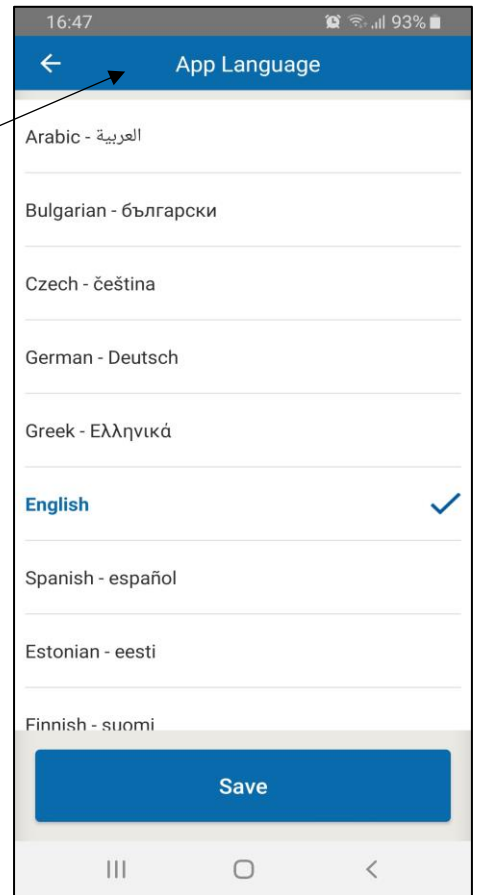 16:47 93%
App Language
Arabic - العربية
Bulgarian - български
Czech - čeština
German - Deutsch
Greek - Ελληνικά
English
Spanish - español
Estonian - eesti
Finnish - suomi
Save